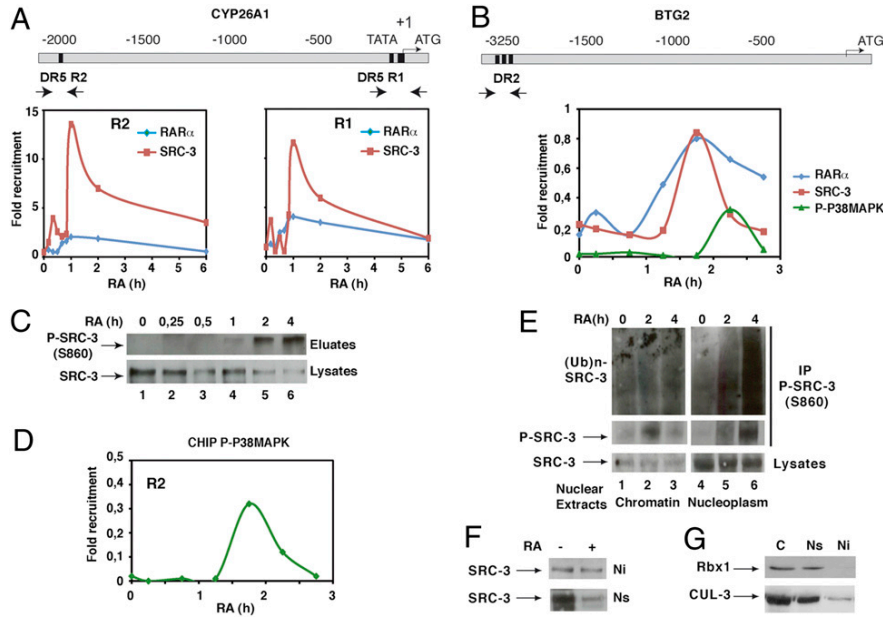 A
CYP26A1
+1
-2000 -1500 -1000 -500 TATA ATG
DR5 R2 DR5 R1
15
10
5
0
Fold recruitment
R2
RARα
SRC-3
0 1 2 3 4 5 6
RA (h)
15
10
5
0
Fold recruitment
R1
RARα
SRC-3
0 1 2 3 4 5 6
RA (h)
B
BTG2
-3250 -1500 -1000 -500 ATG
DR2
1
0,8
0,6
0,4
0,2
0
Fold recruitment
RARα
SRC-3
P-P38MAPK
0 1 2 3
RA (h)
C
RA (h) 0 0,25 0,5 1 2 4
P-SRC-3
(S860)
Eluates
SRC-3
Lysates
1 2 3 4 5 6
D
CHIP P-P38MAPK
0,5
0,4
0,3
0,2
0,1
0
Fold recruitment
R2
0 1 2 3
RA (h)
E
RA(h) 0 2 4 0 2 4
(Ub)n-
SRC-3
IP
P-SRC-3
(S860)
P-SRC-3
SRC-3
Lysates
1 2 3 4 5 6
Nuclear
Extracts
Chromatin Nucleoplasm
F
RA - +
SRC-3 Ni
SRC-3 Ns
G
C Ns Ni
Rbx1
CUL-3